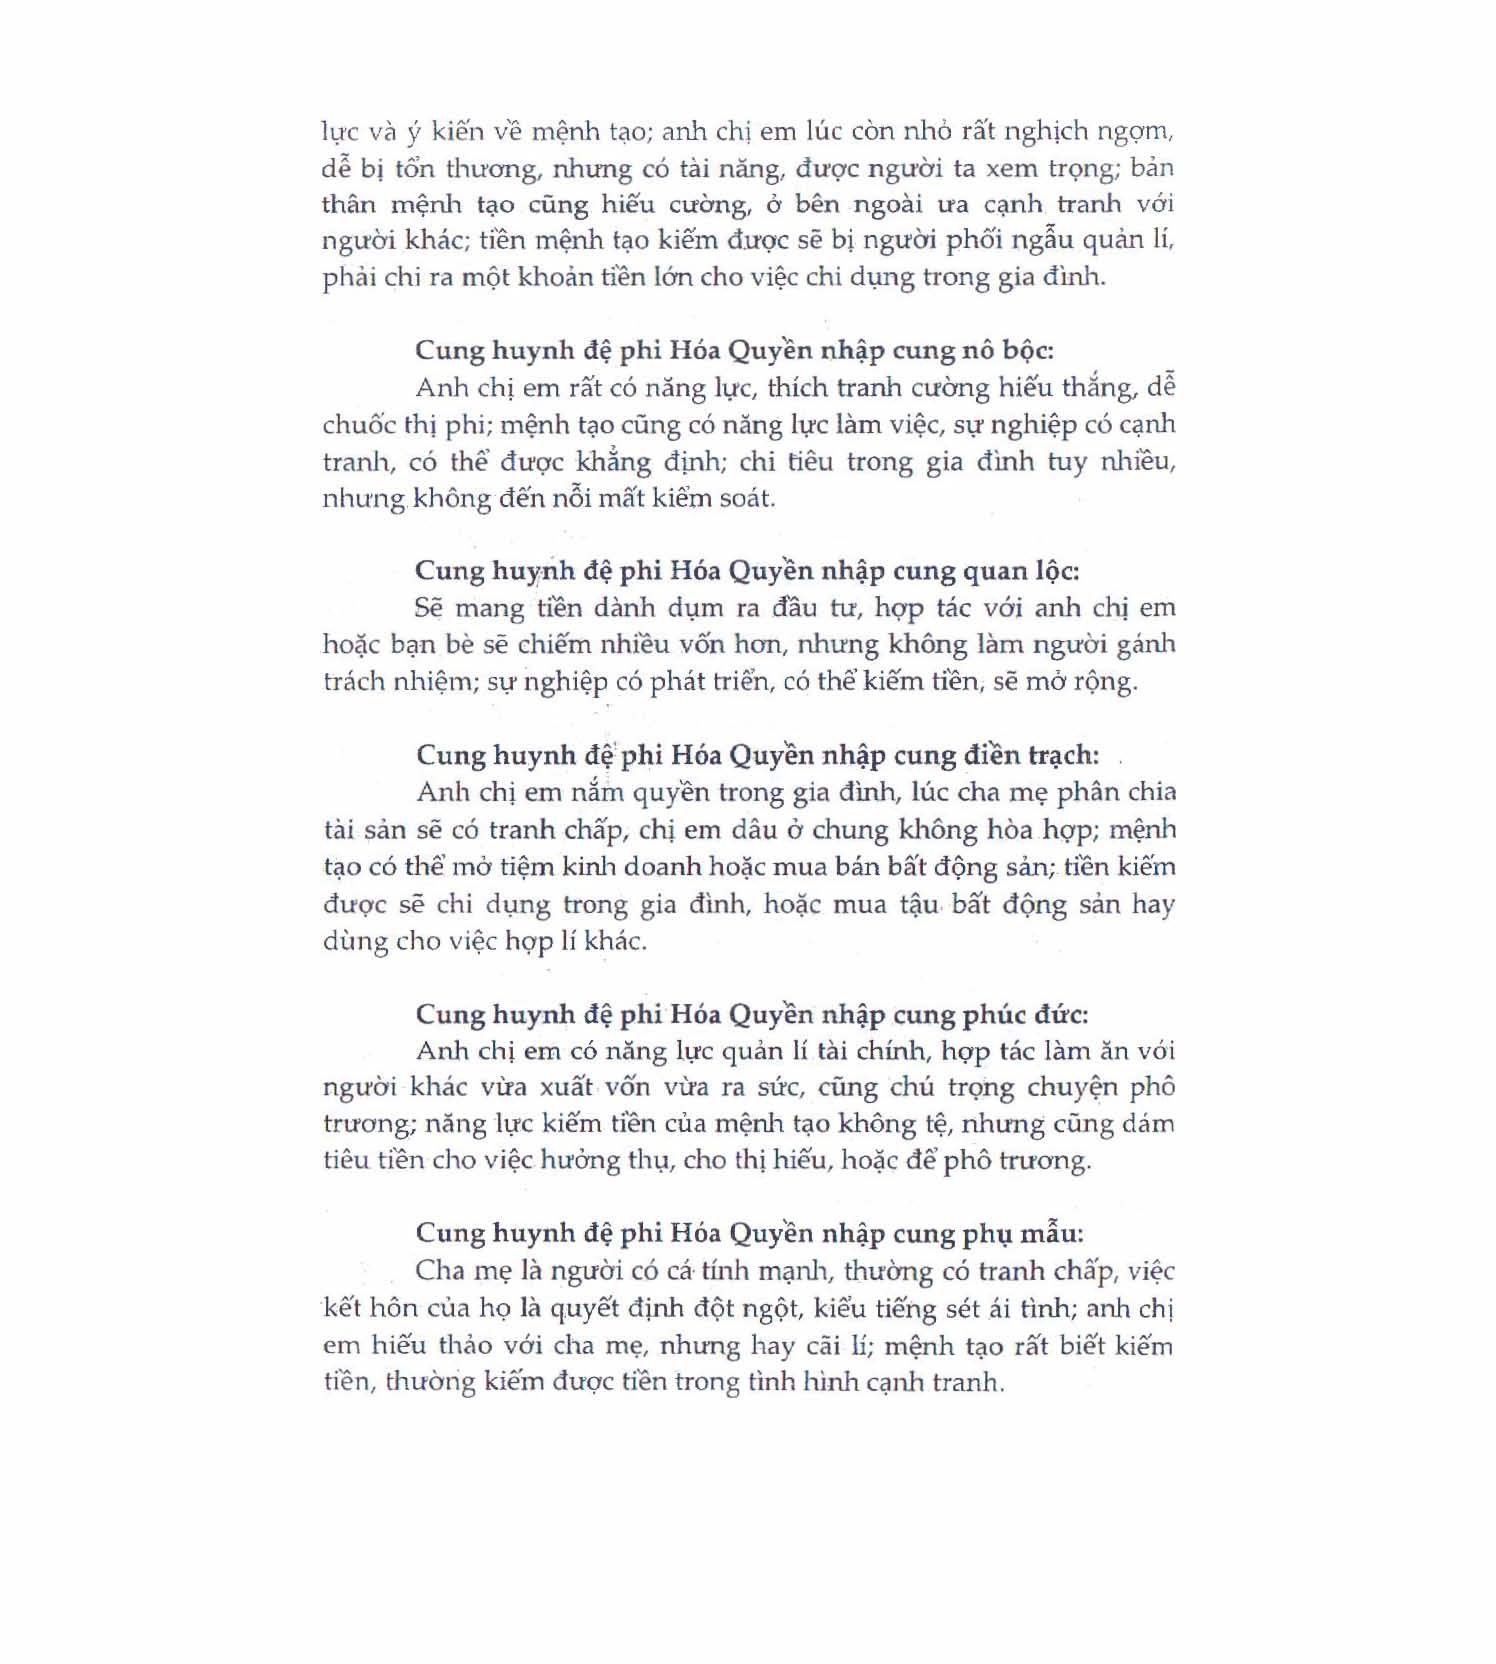 lực và ý kiến về mệnh tạo; anh chị em lúc còn nhỏ rất nghịch ngợm,
dễ bị tổn thương, nhưng có tài năng, được người ta xem trọng; bản
thân mệnh tạo cũng hiếu cường, ở bên ngoài ưa cạnh tranh với
người khác; tiền mệnh tạo kiếm được sẽ bị người phối ngẫu quản lí,
phải chi ra một khoản tiền lớn cho việc chi dụng trong gia đình.
Cung huynh đệ phi Hóa Quyền nhập cung nô bộc:
Anh chị em rất có năng lực, thích tranh cường hiếu thắng, dễ
chuốc thị phi; mệnh tạo cũng có năng lực làm việc, sự nghiệp có cạnh
tranh, có thể được khẳng định; chi tiêu trong gia đình tuy nhiều,
nhưng không đến nỗi mất kiểm soát.
Cung huynh đệ phi Hóa Quyền nhập cung quan lộc:
Sẽ mang tiền dành dụm ra đầu tư, hợp tác với anh chị em
hoặc bạn bè sẽ chiếm nhiều vốn hơn, nhưng không làm người gánh
trách nhiệm; sự nghiệp có phát triển, có thể kiếm tiền, sẽ mở rộng.
Cung huynh đệ phi Hóa Quyền nhập cung điền trạch:
Anh chị em nắm quyền trong gia đình, lúc cha mẹ phân chia
tài sản sẽ có tranh chấp, chị em dâu ở chung không hòa hợp; mệnh
tạo có thể mở tiệm kinh doanh hoặc mua bán bất động sản; tiền kiếm
được sẽ chi dụng trong gia đình, hoặc mua tậu bất động sản hay
dùng cho việc hợp lí khác.
Cung huynh đệ phi Hóa Quyền nhập cung phúc đức:
Anh chị em có năng lực quản lí tài chính, hợp tác làm ăn với
người khác vừa xuất vốn vừa ra sức, cũng chú trọng chuyện phô
trương; năng lực kiếm tiền của mệnh tạo không tệ, nhưng cũng dám
tiêu tiền cho việc hưởng thụ, cho thị hiếu, hoặc để phô trương.
Cung huynh đệ phi Hóa Quyền nhập cung phụ mẫu:
Cha mẹ là người có cá tính mạnh, thường có tranh chấp, việc
kết hôn của họ là quyết định đột ngột, kiểu tiếng sét ái tình; anh chị
em hiếu thảo với cha mẹ, nhưng hay cãi lí; mệnh tạo rất biết kiếm
tiền, thường kiếm được tiền trong tình hình cạnh tranh.